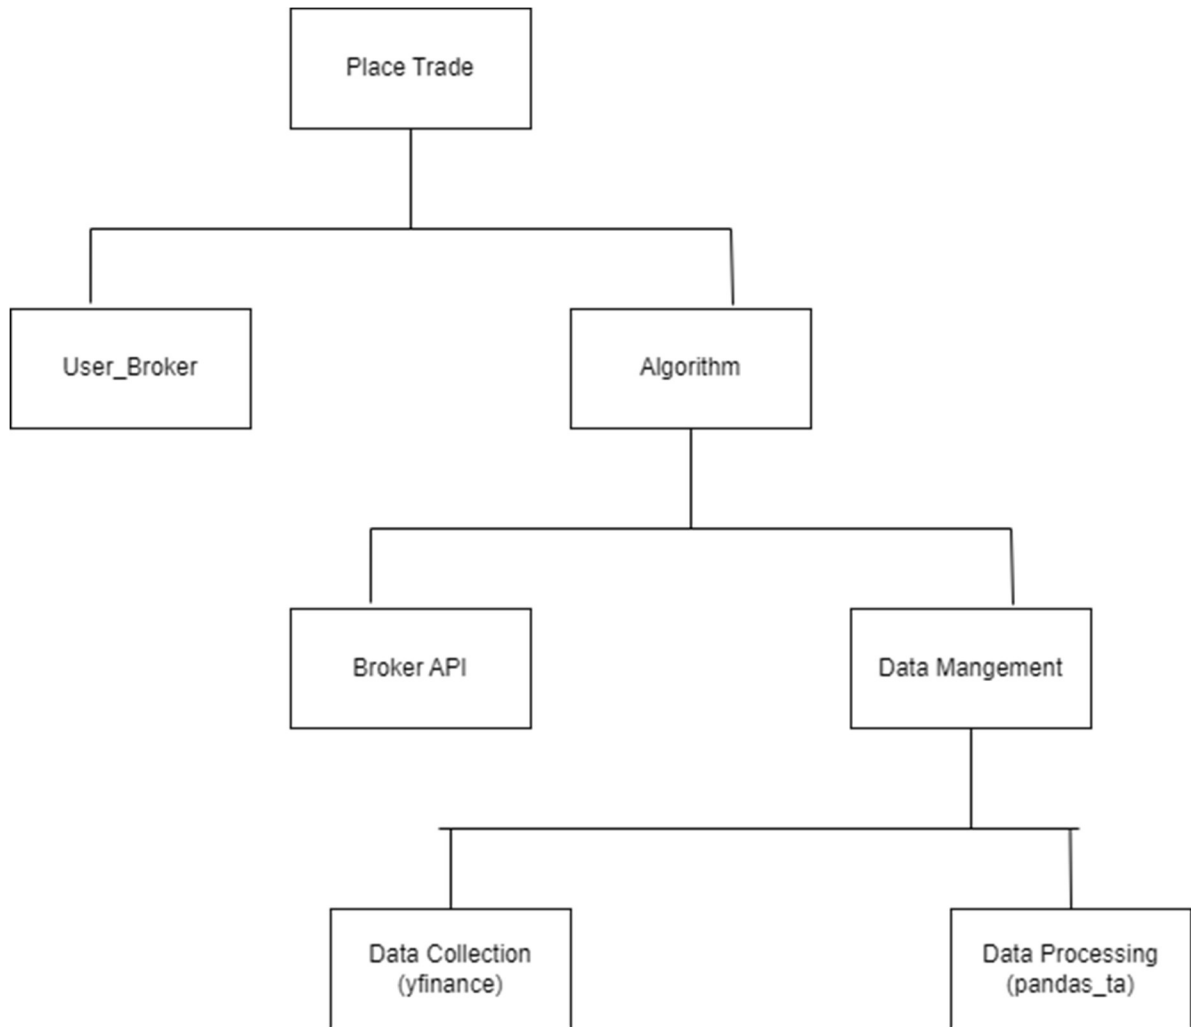 Place Trade
User_Broker
Algorithm
Broker API
Data Mangement
Data Collection
(yfinance)
Data Processing
(pandas_ta)